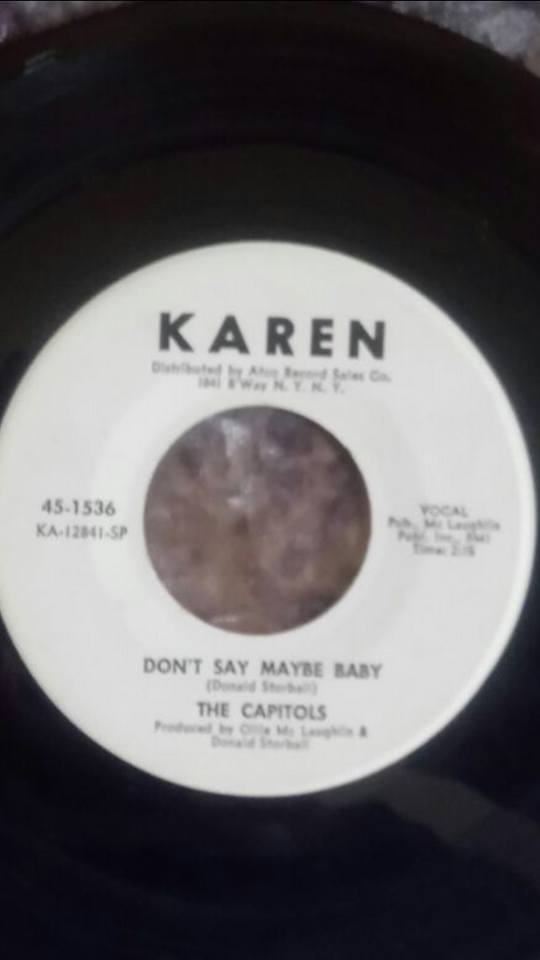 KAREN
Distributed by Atco Record Sales Co.
1841 B'Way N. Y. N. Y.
45-1536
KA-12841-SP
VOCAL
Pub., Mc Laughlin
Publ. Inc., BMI
Time: 2:15
DON'T SAY MAYBE BABY
(Donald Storball)
THE CAPITOLS
Produced by Ollie Mc Laughlin &
Donald Storball